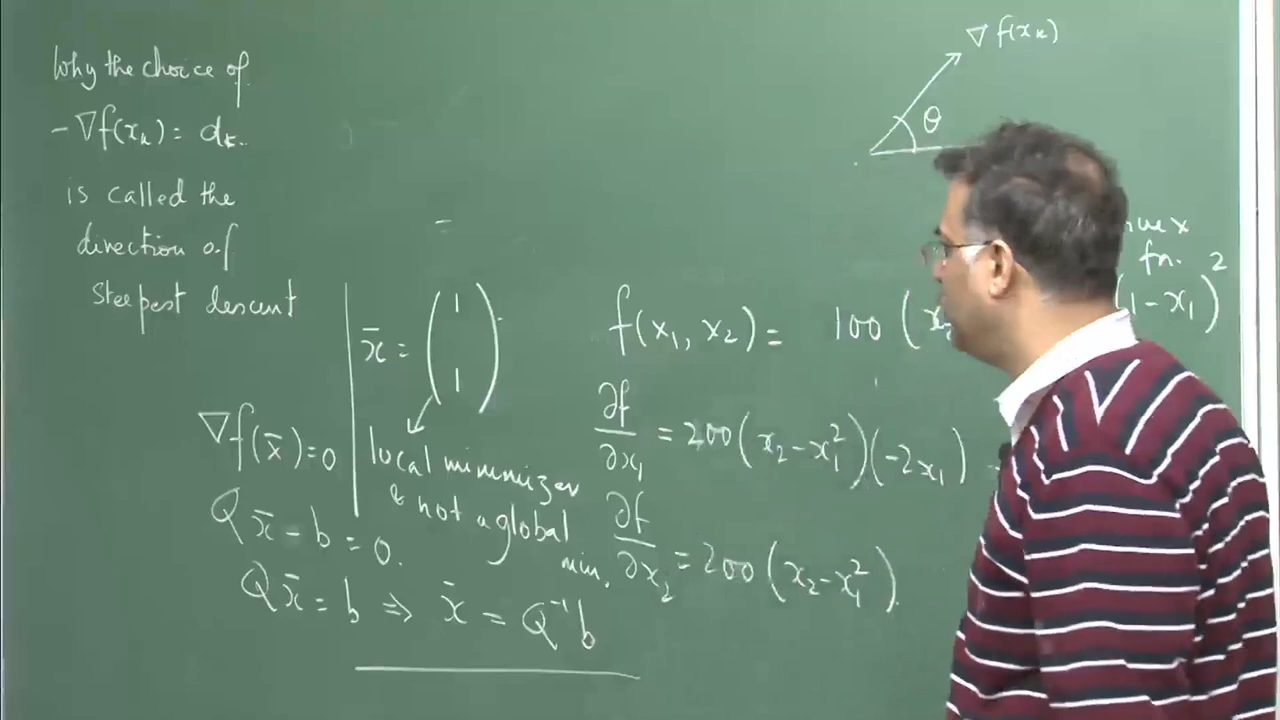 Why the choice of
-∇f(xₖ) = dₖ.
is called the
direction of
Steepest descent
∇f(xₖ)
θ
=
x̄ = (1 1)
local minimizer
& not a global
min.
∇f(x̄) = 0
Qx̄ - b = 0.
Qx̄ = b ⇒ x̄ = Q⁻¹b
fn.
f(x₁, x₂) = 100 (x₂ (1-x₁)²
∂f/∂x₁ = 200(x₂-x₁²)(-2x₁) -
∂f/∂x₂ = 200(x₂-x₁²).